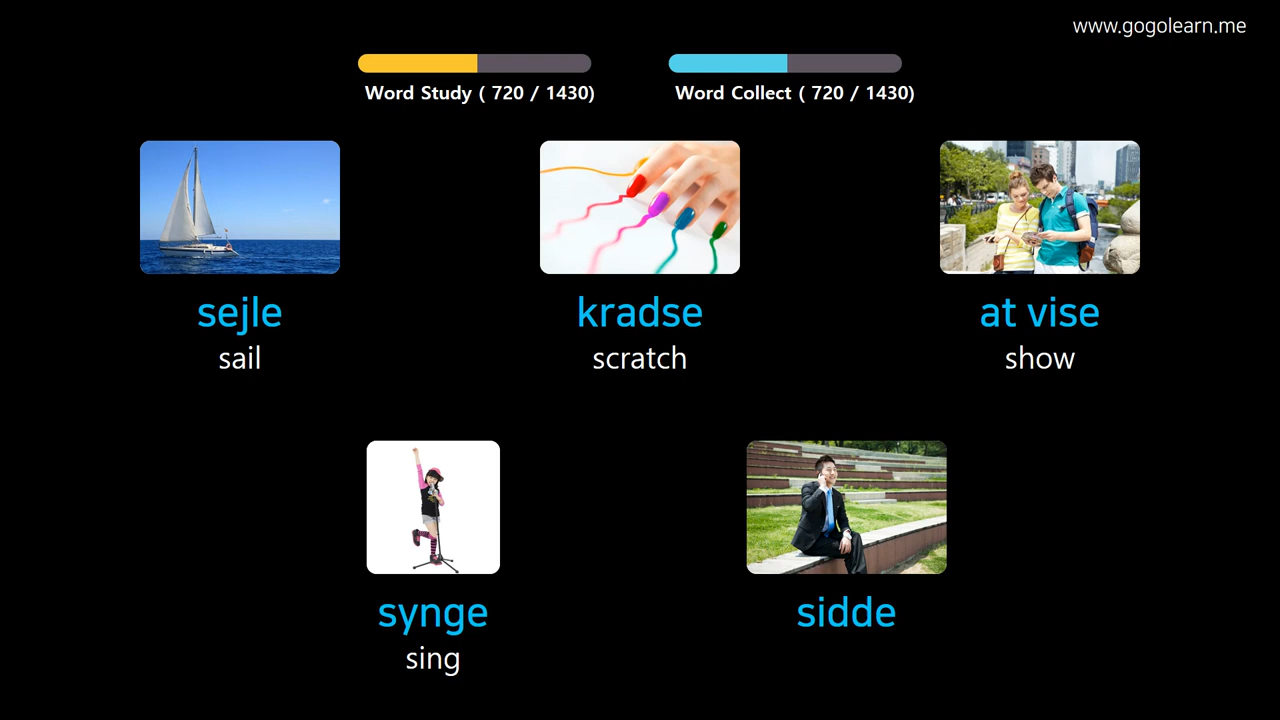 www.gogolearn.me
Word Study ( 720 / 1430)
Word Collect ( 720 / 1430)
sejle
sail
kradse
scratch
at vise
show
synge
sing
sidde